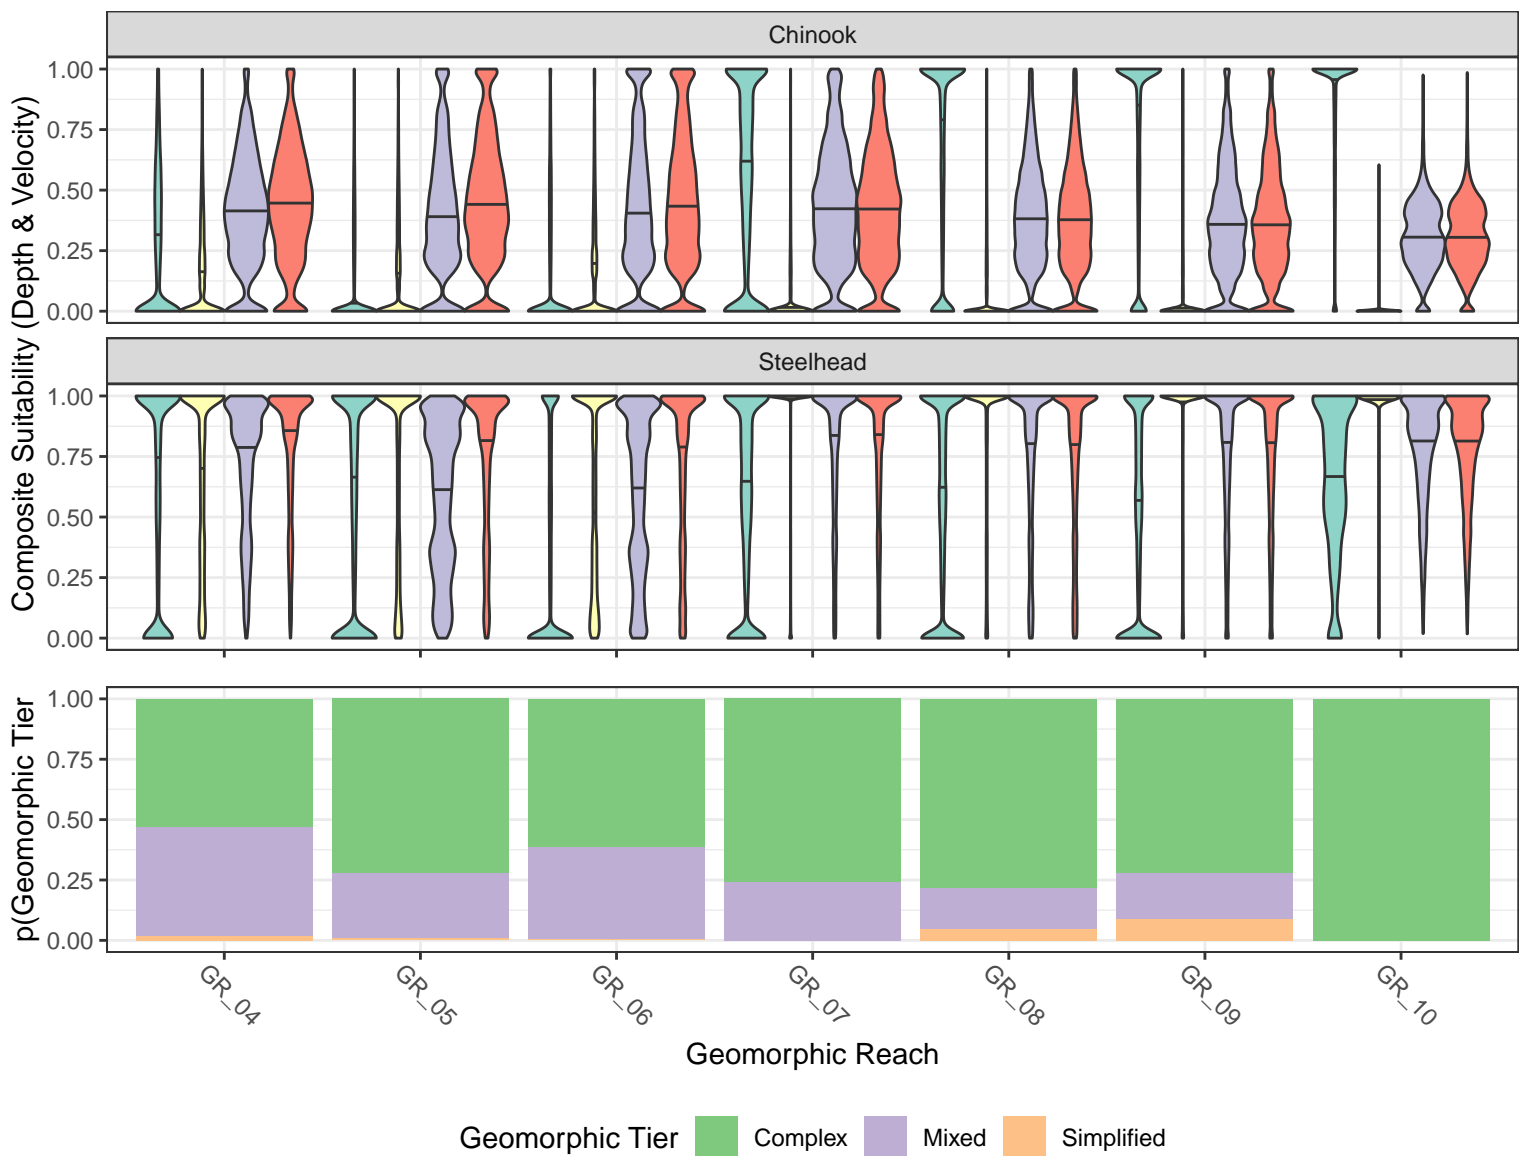 Chinook
1.00
0.75
0.50
0.25
0.00
Composite Suitability (Depth & Velocity)
Steelhead
1.00
0.75
0.50
0.25
0.00
p(Geomorphic Tier
1.00
0.75
0.50
0.25
0.00
GR_04 GR_05 GR_06 GR_07 GR_08 GR_09 GR_10
Geomorphic Reach
Geomorphic Tier Complex Mixed Simplified